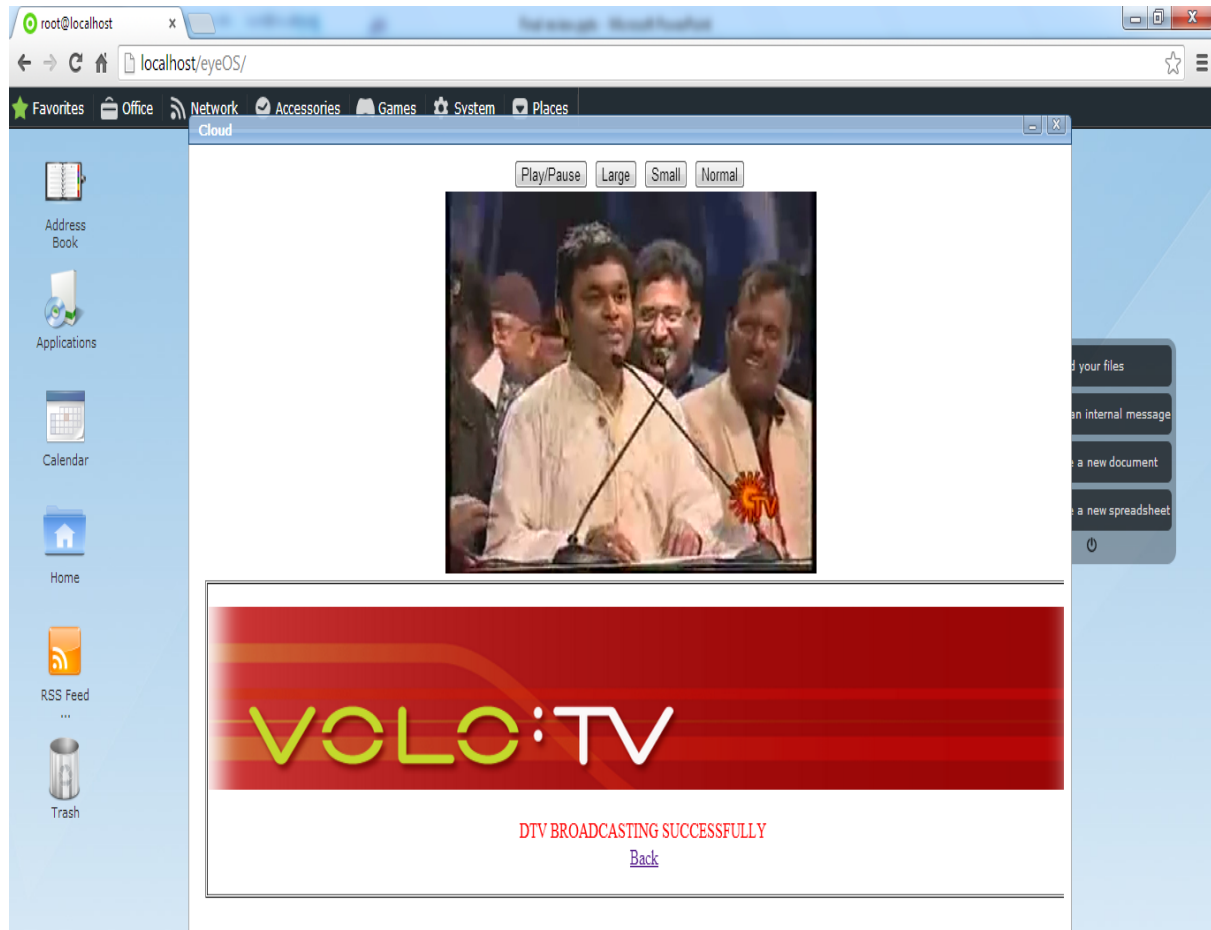 root@localhost
localhost/eyeOS/
Favorites Office Network Accessories Games System Places
Cloud
Play/Pause Large Small Normal
Address
Book
Applications
Calendar
Home
RSS Feed
...
Trash
TV
VOLO:TV
DTV BROADCASTING SUCCESSFULLY
Back
your files
an internal message
a new document
a new spreadsheet